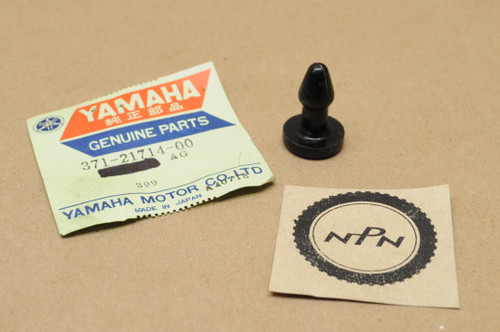 YAMAHA
純正部品
GENUINE PARTS
371-21714-00
AG
399
A40716
YAMAHA MOTOR CO.,LTD
MADE IN JAPAN
NPN